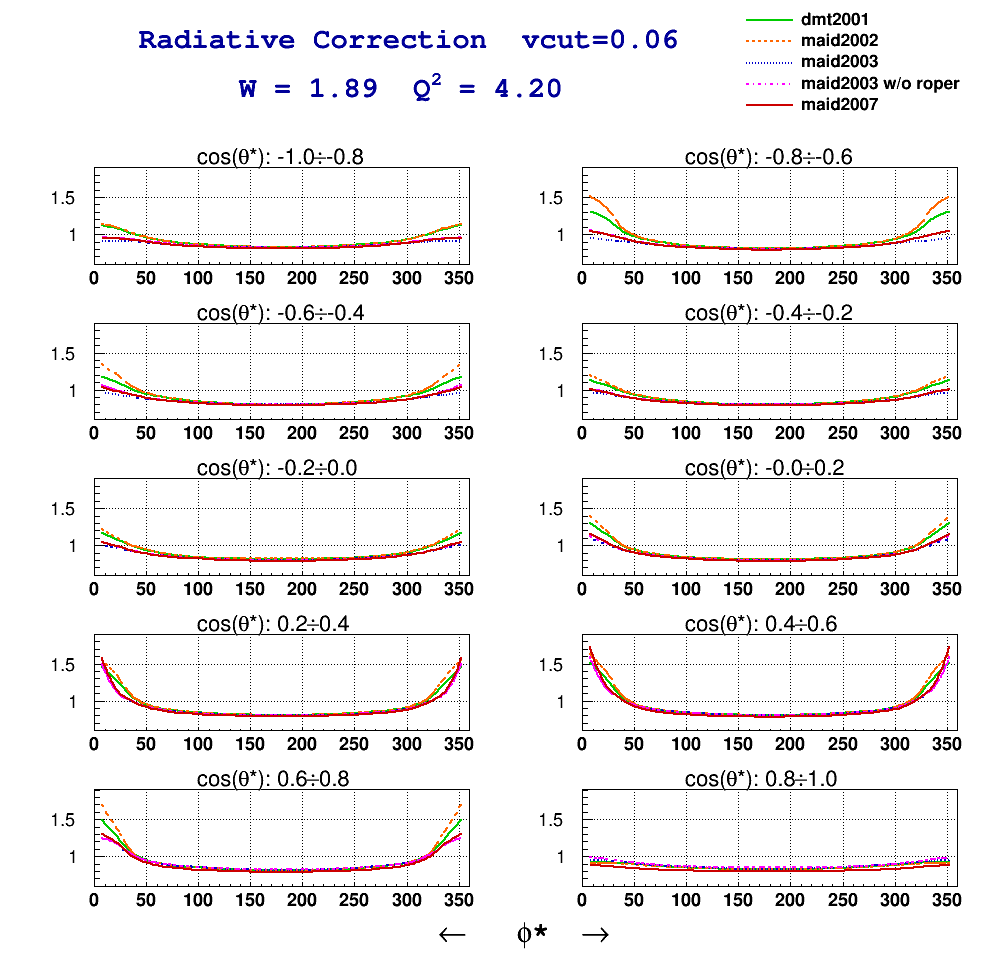 Radiative Correction vcut=0.06
W = 1.89 Q² = 4.20
dmt2001
maid2002
maid2003
maid2003 w/o roper
maid2007
cos(θ*): -1.0÷-0.8
1.5
1
0 50 100 150 200 250 300 350
cos(θ*): -0.8÷-0.6
1.5
1
0 50 100 150 200 250 300 350
cos(θ*): -0.6÷-0.4
1.5
1
0 50 100 150 200 250 300 350
cos(θ*): -0.4÷-0.2
1.5
1
0 50 100 150 200 250 300 350
cos(θ*): -0.2÷0.0
1.5
1
0 50 100 150 200 250 300 350
cos(θ*): -0.0÷0.2
1.5
1
0 50 100 150 200 250 300 350
cos(θ*): 0.2÷0.4
1.5
1
0 50 100 150 200 250 300 350
cos(θ*): 0.4÷0.6
1.5
1
0 50 100 150 200 250 300 350
cos(θ*): 0.6÷0.8
1.5
1
0 50 100 150 200 250 300 350
cos(θ*): 0.8÷1.0
1.5
1
0 50 100 150 200 250 300 350
← ϕ* →